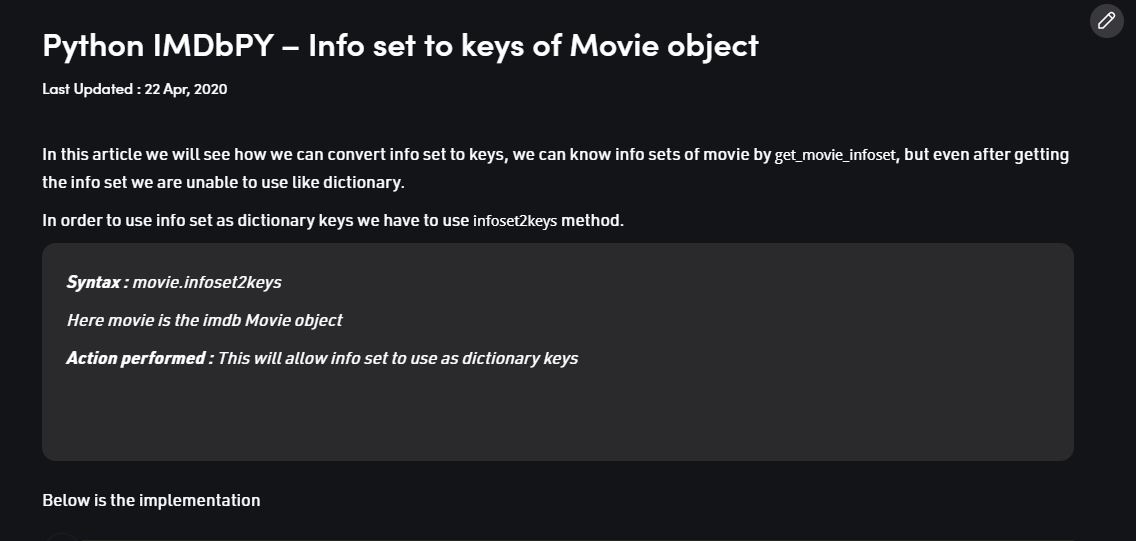 Python IMDbPY – Info set to keys of Movie object
Last Updated : 22 Apr, 2020
In this article we will see how we can convert info set to keys, we can know info sets of movie by get_movie_infoset, but even after getting
the info set we are unable to use like dictionary.
In order to use info set as dictionary keys we have to use infoset2keys method.
Syntax : movie.infoset2keys
Here movie is the imdb Movie object
Action performed : This will allow info set to use as dictionary keys
Below is the implementation